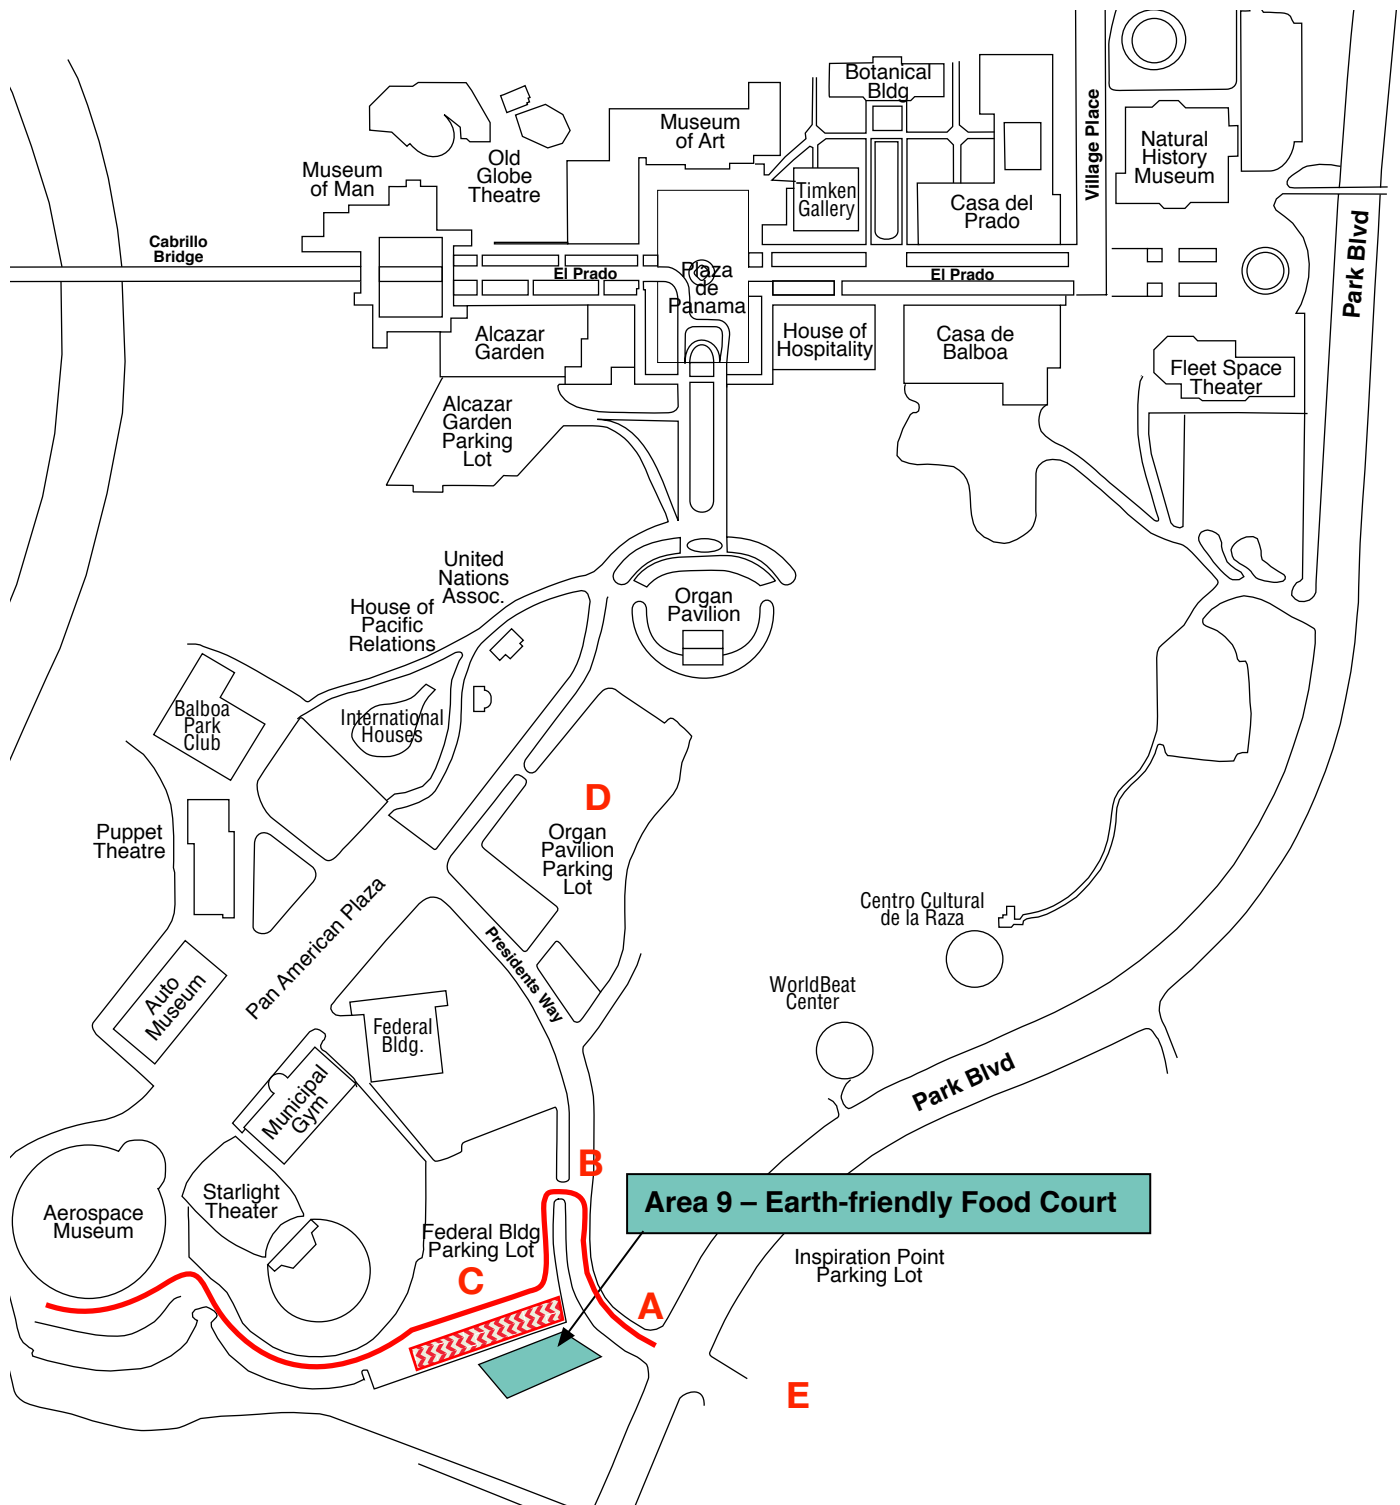 Botanical
Bldg
Museum
of Art
Village Place
Natural
History
Museum
Old
Globe
Theatre
Museum
of Man
Timken
Gallery
Casa del
Prado
Park Blvd
Cabrillo
Bridge
El Prado
Plaza
de
Panama
El Prado
Alcazar
Garden
House of
Hospitality
Casa de
Balboa
Fleet Space
Theater
Alcazar
Garden
Parking
Lot
United
Nations
Assoc.
House of
Pacific
Relations
Organ
Pavilion
Balboa
Park
Club
International
Houses
D
Puppet
Theatre
Organ
Pavilion
Parking
Lot
Pan American Plaza
Presidents Way
Centro Cultural
de la Raza
Auto
Museum
WorldBeat
Center
Federal
Bldg.
Municipal
Gym
Park Blvd
B
Area 9 – Earth-friendly Food Court
Starlight
Theater
Aerospace
Museum
Federal Bldg
Parking Lot
Inspiration Point
Parking Lot
C
A
E